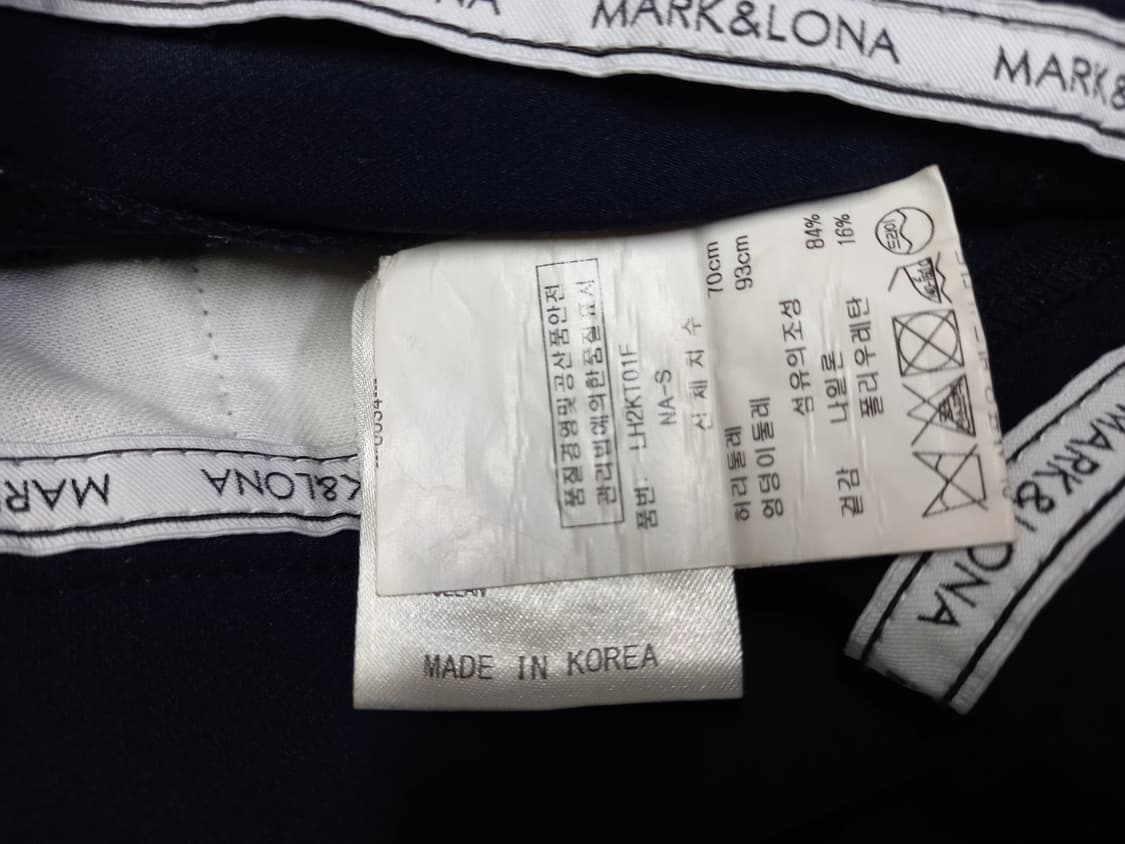 MARK&LONA
MARK&
품질경영및공산품안전
관리법에의한품질표시
품번: LH2KT01F
NA-S
신체치수
허리둘레 70cm
엉덩이둘레 93cm
섬유의조성
겉감 나일론 84%
폴리우레탄 16%
드라이
MADE IN KOREA
MARK&LONA
MARK&LONA